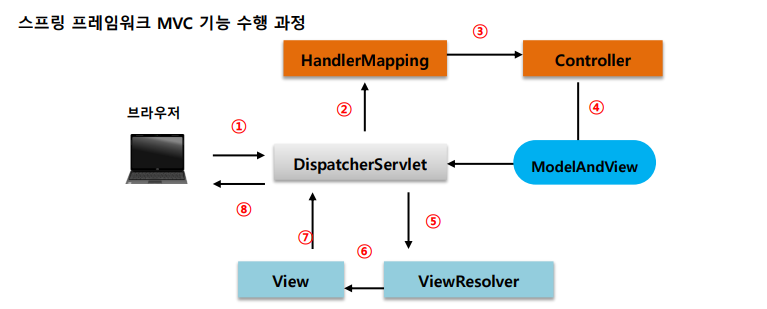 스프링 프레임워크 MVC 기능 수행 과정
③
HandlerMapping
Controller
②
④
브라우저
①
DispatcherServlet
ModelAndView
⑧
⑤
⑦
⑥
View
ViewResolver